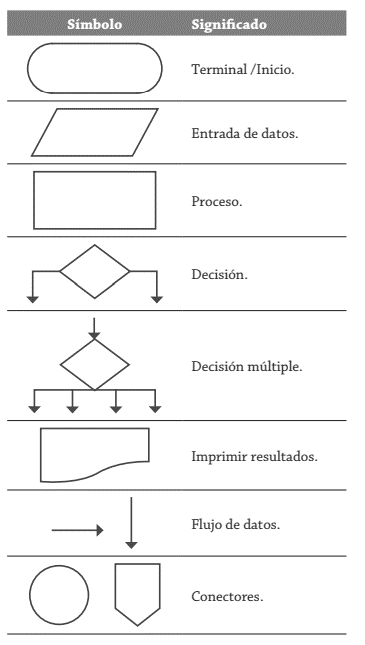 Símbolo Significado
Terminal /Inicio.
Entrada de datos.
Proceso.
Decisión.
Decisión múltiple.
Imprimir resultados.
Flujo de datos.
Conectores.